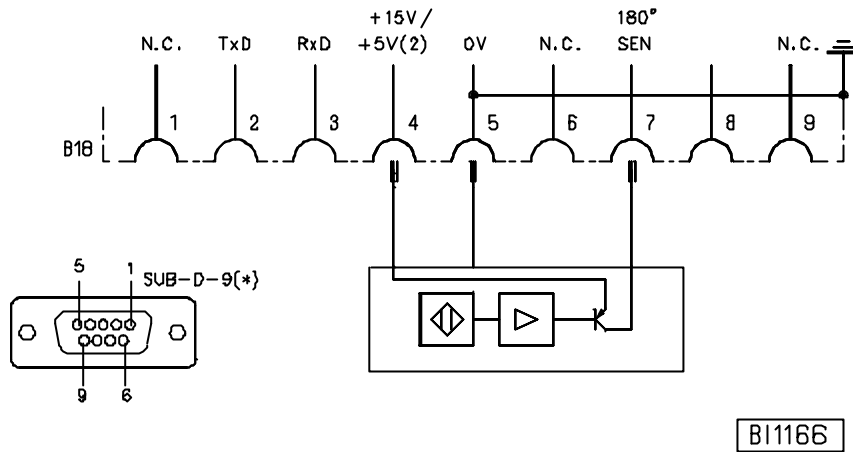 +15V/ 180°
N.C. TxD RxD +5V(2) 0V N.C. SEN N.C.
1 2 3 4 5 6 7 8 9
B18
5 1 SUB-D-9(*)
9 6
BI1166